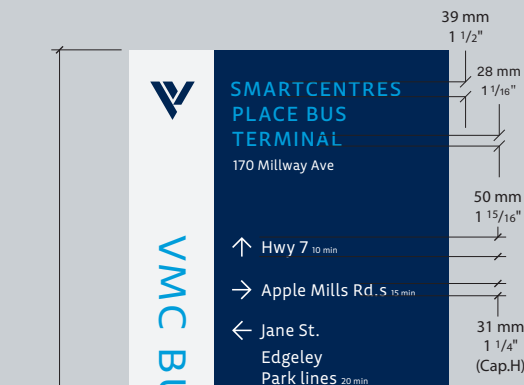 39 mm
1 1/2"
28 mm
1 1/16"
SMARTCENTRES
PLACE BUS
TERMINAL
170 Millway Ave
50 mm
1 15/16"
↑ Hwy 7 10 min
→ Apple Mills Rd.s 15 min
← Jane St.
Edgeley
Park lines 20 min
31 mm
1 1/4"
(Cap.H)
VMC BU